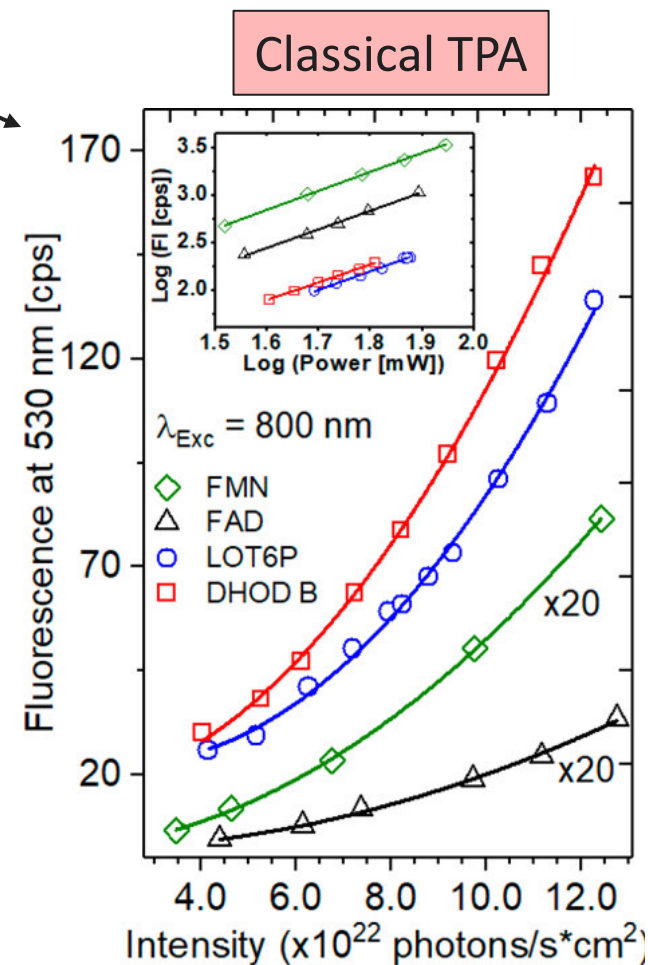 Classical TPA
170
120
70
20
Fluorescence at 530 nm [cps]
3.5
3.0
2.5
2.0
Log (FI [cps])
1.5 1.6 1.7 1.8 1.9 2.0
Log (Power [mW])
λExc = 800 nm
FMN
FAD
LOT6P
DHOD B
x20
x20
4.0 6.0 8.0 10.0 12.0
Intensity (x10²² photons/s*cm²)